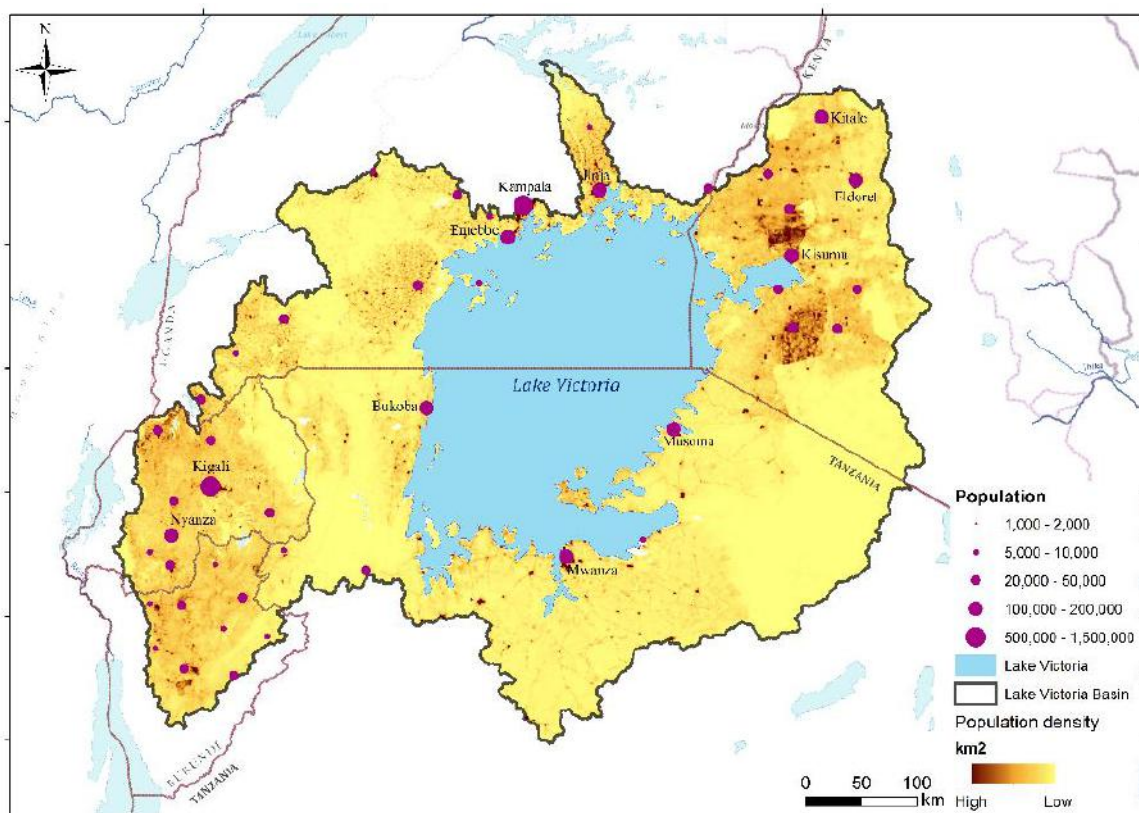 N
KENYA
Kitale
Jinja
Eldoret
Kampala
Emebbe
Kisumu
UGANDA
Lake Victoria
Bukoba
Musoma
TANZANIA
Kigali
Nyanza
Mwanza
Thika
BURUNDI
TANZANIA
Population
1,000 - 2,000
5,000 - 10,000
20,000 - 50,000
100,000 - 200,000
500,000 - 1,500,000
Lake Victoria
Lake Victoria Basin
Population density
km2
High Low
0 50 100
km